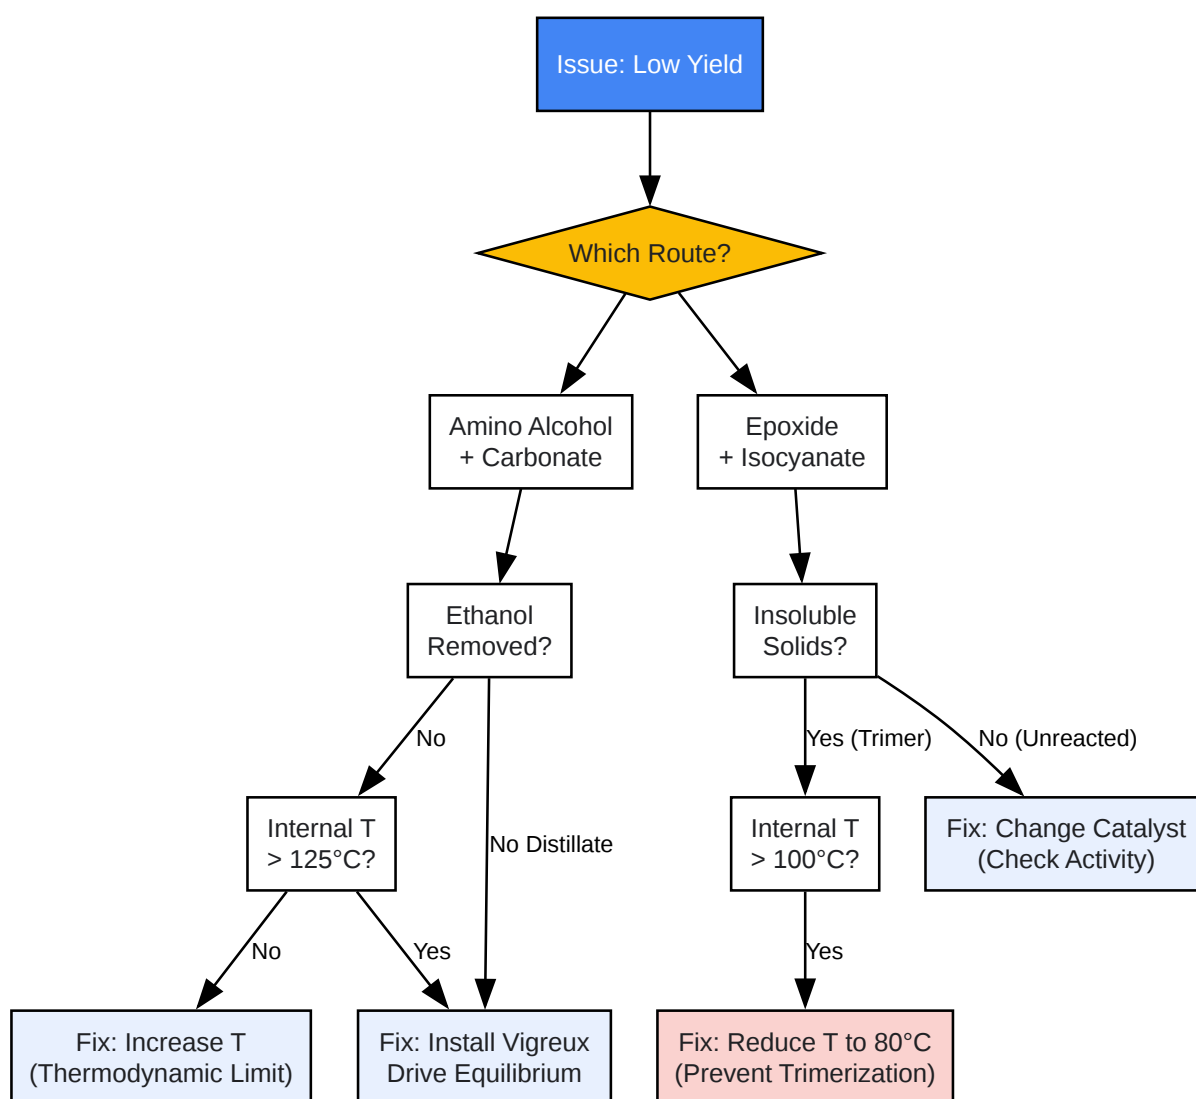 Issue: Low Yield
Which Route?
Amino Alcohol
+ Carbonate
Epoxide
+ Isocyanate
Ethanol
Removed?
Insoluble
Solids?
No
Yes (Trimer)
No (Unreacted)
Internal T
> 125°C?
No Distillate
Internal T
> 100°C?
Fix: Change Catalyst
(Check Activity)
No
Yes
Yes
Fix: Increase T
(Thermodynamic Limit)
Fix: Install Vigreux
Drive Equilibrium
Fix: Reduce T to 80°C
(Prevent Trimerization)